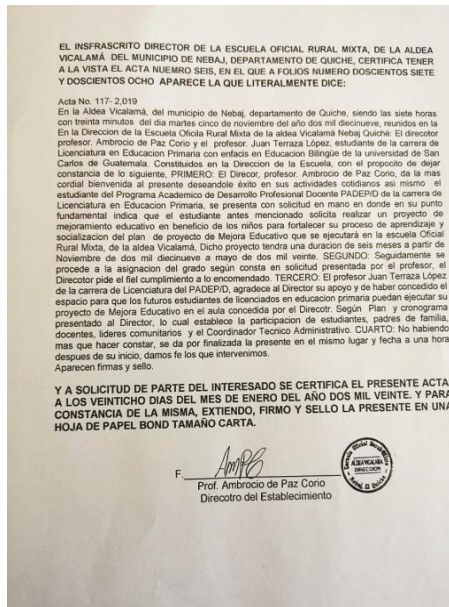 EL INSFRASCRITO DIRECTOR DE LA ESCUELA OFICIAL RURAL MIXTA, DE LA ALDEA
VICALAMÁ DEL MUNICIPIO DE NEBAJ, DEPARTAMENTO DE QUICHE, CERTIFICA TENER
A LA VISTA EL ACTA NUEMRO SEIS, EN EL QUE A FOLIOS NUMERO DOSCIENTOS SIETE
Y DOSCIENTOS OCHO APARECE LA QUE LITERALMENTE DICE:
Acta No. 117- 2,019
En la Aldea Vicalamá, del municipio de Nebaj, departamento de Quiche, siendo las siete horas
con treinta minutos del dia martes cinco de noviembre del año dos mil diecinueve, reunidos en la
En la Direccion de la Escuela Oficila Rural Mixta de la aldea Vicalamá Nebaj Quiché: El direcotor
profesor. Ambrocio de Paz Corio y el profesor. Juan Terraza López, estudiante de la carrera de
Licenciatura en Educacion Primaria con enfacis en Educacion Bilingüe de la universidad de San
Carlos de Guatemala. Constituidos en la Direccion de la Escuela, con el proposito de dejar
constancia de lo siguiente, PRIMERO: El Direcor, profesor. Ambrocio de Paz Corio, da la mas
cordial bienvenida al presente deseandole éxito en sus actividades cotidianas asi mismo el
estudiante del Programa Academico de Desarrollo Profesional Docente PADEP/D de la carrera de
Licenciatura en Educacion Primaria, se presenta con solicitud en mano en donde en su punto
fundamental indica que el estudiante antes mencionado solicita realizar un proyecto de
mejoramiento educativo en beneficio de los niños para fortalecer su proceso de aprendizaje y
socializacion del plan de proyecto de Mejora Educativo que se ejecutará en la escuela Oficial
Rural Mixta, de la aldea Vicalamá, Dicho proyecto tendra una duracion de seis meses a partir de
Noviembre de dos mil diecinueve a mayo de dos mil veinte. SEGUNDO: Seguidamente se
procede a la asignacion del grado según consta en solicitud presentada por el profesor, el
Direcotor pide el fiel cumplimiento a lo encomendado. TERCERO: El profesor Juan Terraza López
de la carrera de Licenciatura del PADEP/D, agradece al Director su apoyo y de haber concedido el
espacio para que los futuros estudiantes de licenciados en educacion primaria puedan ejecutar su
proyecto de Mejora Educativo en el aula concedida por el Direcotr. Según Plan y cronograma
presentado al Director, lo cual establece la participacion de estudiantes, padres de familia,
docentes, lideres comunitarios y el Coordinador Tecnico Administrativo. CUARTO: No habiendo
mas que hacer constar, se da por finalizada la presente en el mismo lugar y fecha a una hora
despues de su inicio, damos fe los que intervenimos.
Aparecen firmas y sello.
Y A SOLICITUD DE PARTE DEL INTERESADO SE CERTIFICA EL PRESENTE ACTA
A LOS VEINTICHO DIAS DEL MES DE ENERO DEL AÑO DOS MIL VEINTE. Y PARA
CONSTANCIA DE LA MISMA, EXTIENDO, FIRMO Y SELLO LA PRESENTE EN UNA
HOJA DE PAPEL BOND TAMAÑO CARTA.
F.
Prof. Ambrocio de Paz Corio
Direcotro del Establecimiento
Escuela Oficial Rural Mixta
ALDEA VICALAMÁ
DIRECCION
Nebaj, El Quiche